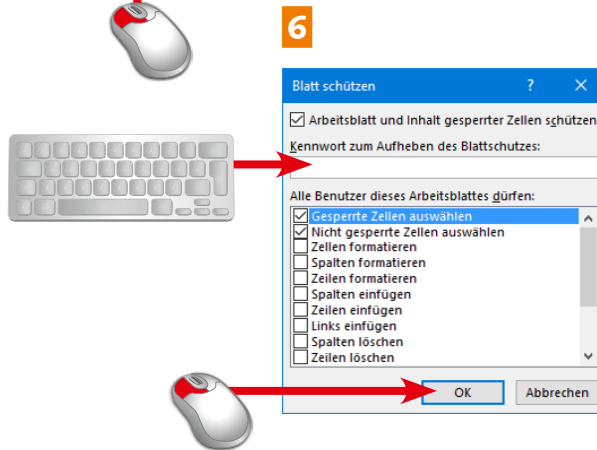 6
Blatt schützen ? ×
Arbeitsblatt und Inhalt gesperrter Zellen schützen
Kennwort zum Aufheben des Blattschutzes:
Alle Benutzer dieses Arbeitsblattes dürfen:
Gesperrte Zellen auswählen
Nicht gesperrte Zellen auswählen
Zellen formatieren
Spalten formatieren
Zeilen formatieren
Spalten einfügen
Zeilen einfügen
Links einfügen
Spalten löschen
Zeilen löschen
OK Abbrechen